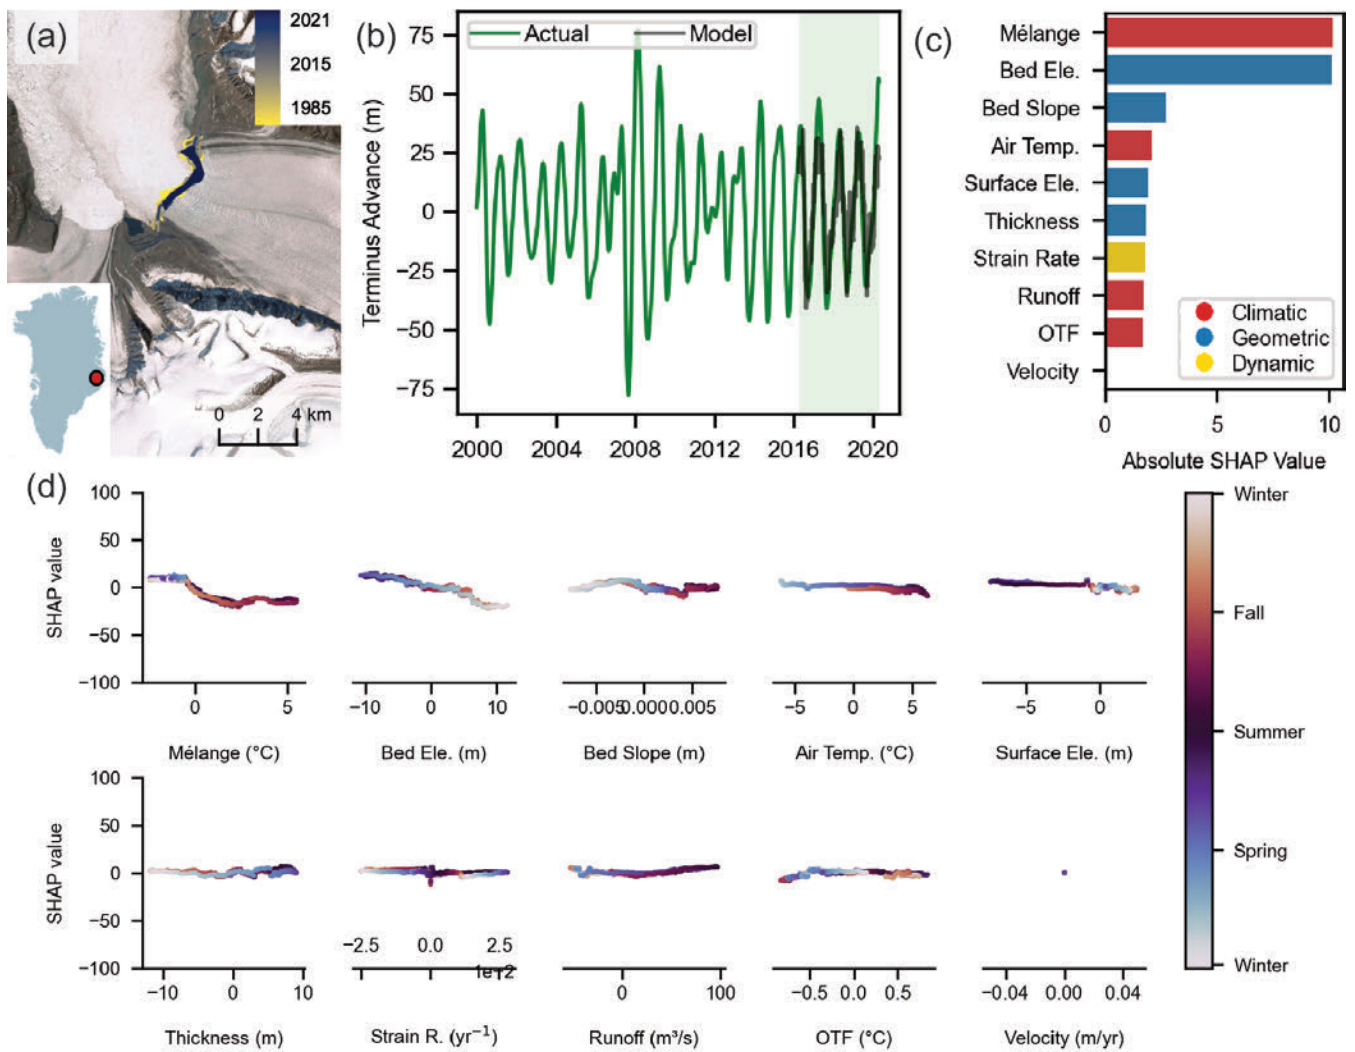 (a)
2021
2015
1985
0 2 4 km
(b)
Actual
Model
Terminus Advance (m)
75
50
25
0
−25
−50
−75
2000 2004 2008 2012 2016 2020
(c)
Mélange
Bed Ele.
Bed Slope
Air Temp.
Surface Ele.
Thickness
Strain Rate
Runoff
OTF
Velocity
Climatic
Geometric
Dynamic
0 5 10
Absolute SHAP Value
(d)
SHAP value
100
50
0
−50
−100
0 5
−10 0 10
−0.005 0.000 0.005
−5 0 5
−5 0
Mélange (°C)
Bed Ele. (m)
Bed Slope (m)
Air Temp. (°C)
Surface Ele. (m)
SHAP value
100
50
0
−50
−100
−10 0 10
−2.5 0.0 2.5
1e−2
0 100
−0.5 0.0 0.5
−0.04 0.00 0.04
Thickness (m)
Strain R. (yr⁻¹)
Runoff (m³/s)
OTF (°C)
Velocity (m/yr)
Winter
Fall
Summer
Spring
Winter